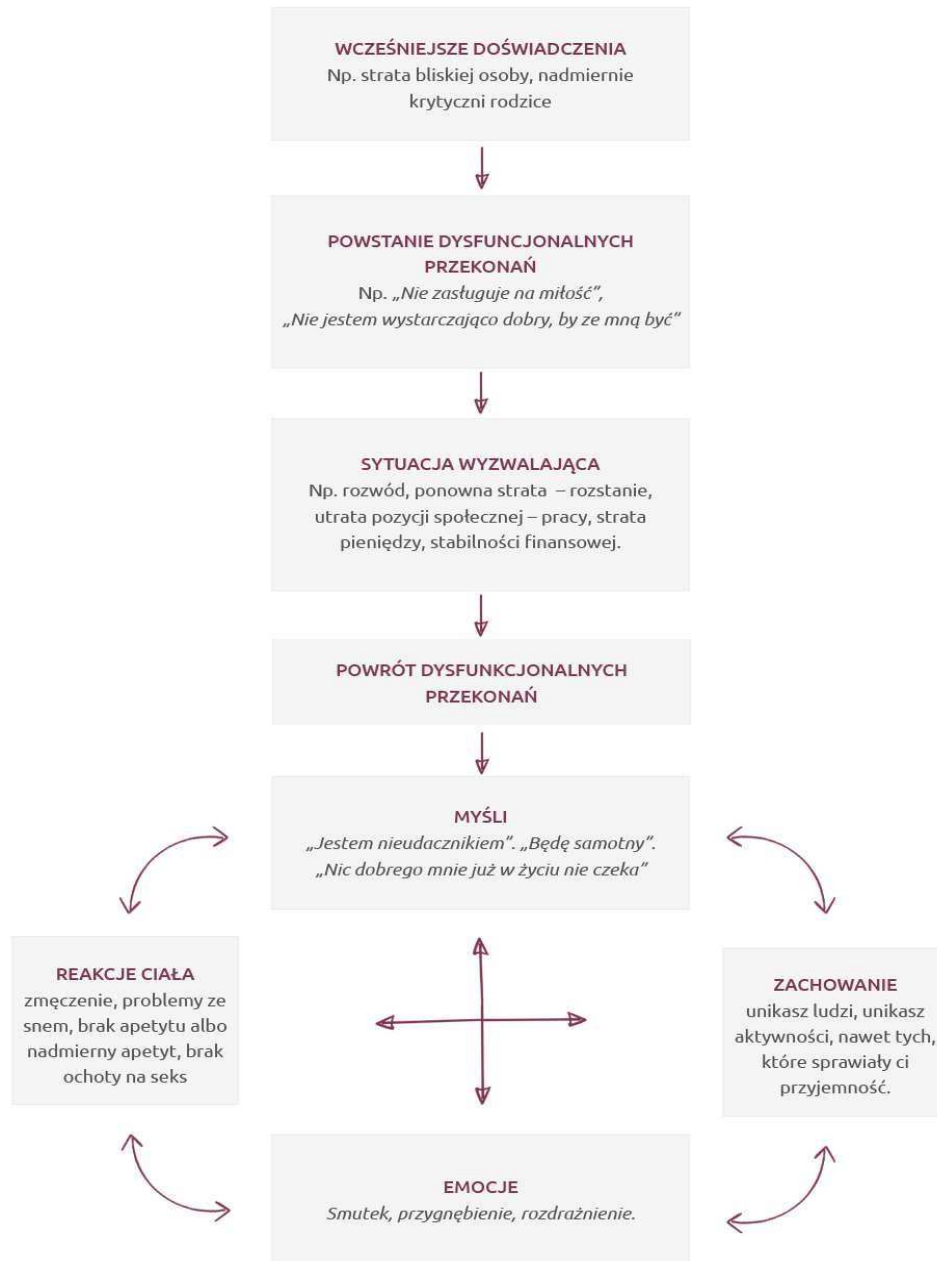 WCZEŚNIEJSZE DOŚWIADCZENIA
Np. strata bliskiej osoby, nadmiernie
krytyczni rodzice
POWSTANIE DYSFUNCJONALNYCH
PRZEKONAŃ
Np. „Nie zasługuje na miłość”,
„Nie jestem wystarczająco dobry, by ze mną być”
SYTUACJA WYZWALAJĄCA
Np. rozwód, ponowna strata – rozstanie,
utrata pozycji społecznej – pracy, strata
pieniędzy, stabilności finansowej.
POWRÓT DYSFUNKCJONALNYCH
PRZEKONAŃ
MYŚLI
„Jestem nieudacznikiem”. „Będę samotny”.
„Nic dobrego mnie już w życiu nie czeka”
REAKCJE CIAŁA
zmęczenie, problemy ze
snem, brak apetytu albo
nadmierny apetyt, brak
ochoty na seks
ZACHOWANIE
unikasz ludzi, unikasz
aktywności, nawet tych,
które sprawiały ci
przyjemność.
EMOCJE
Smutek, przygnębienie, rozdrażnienie.